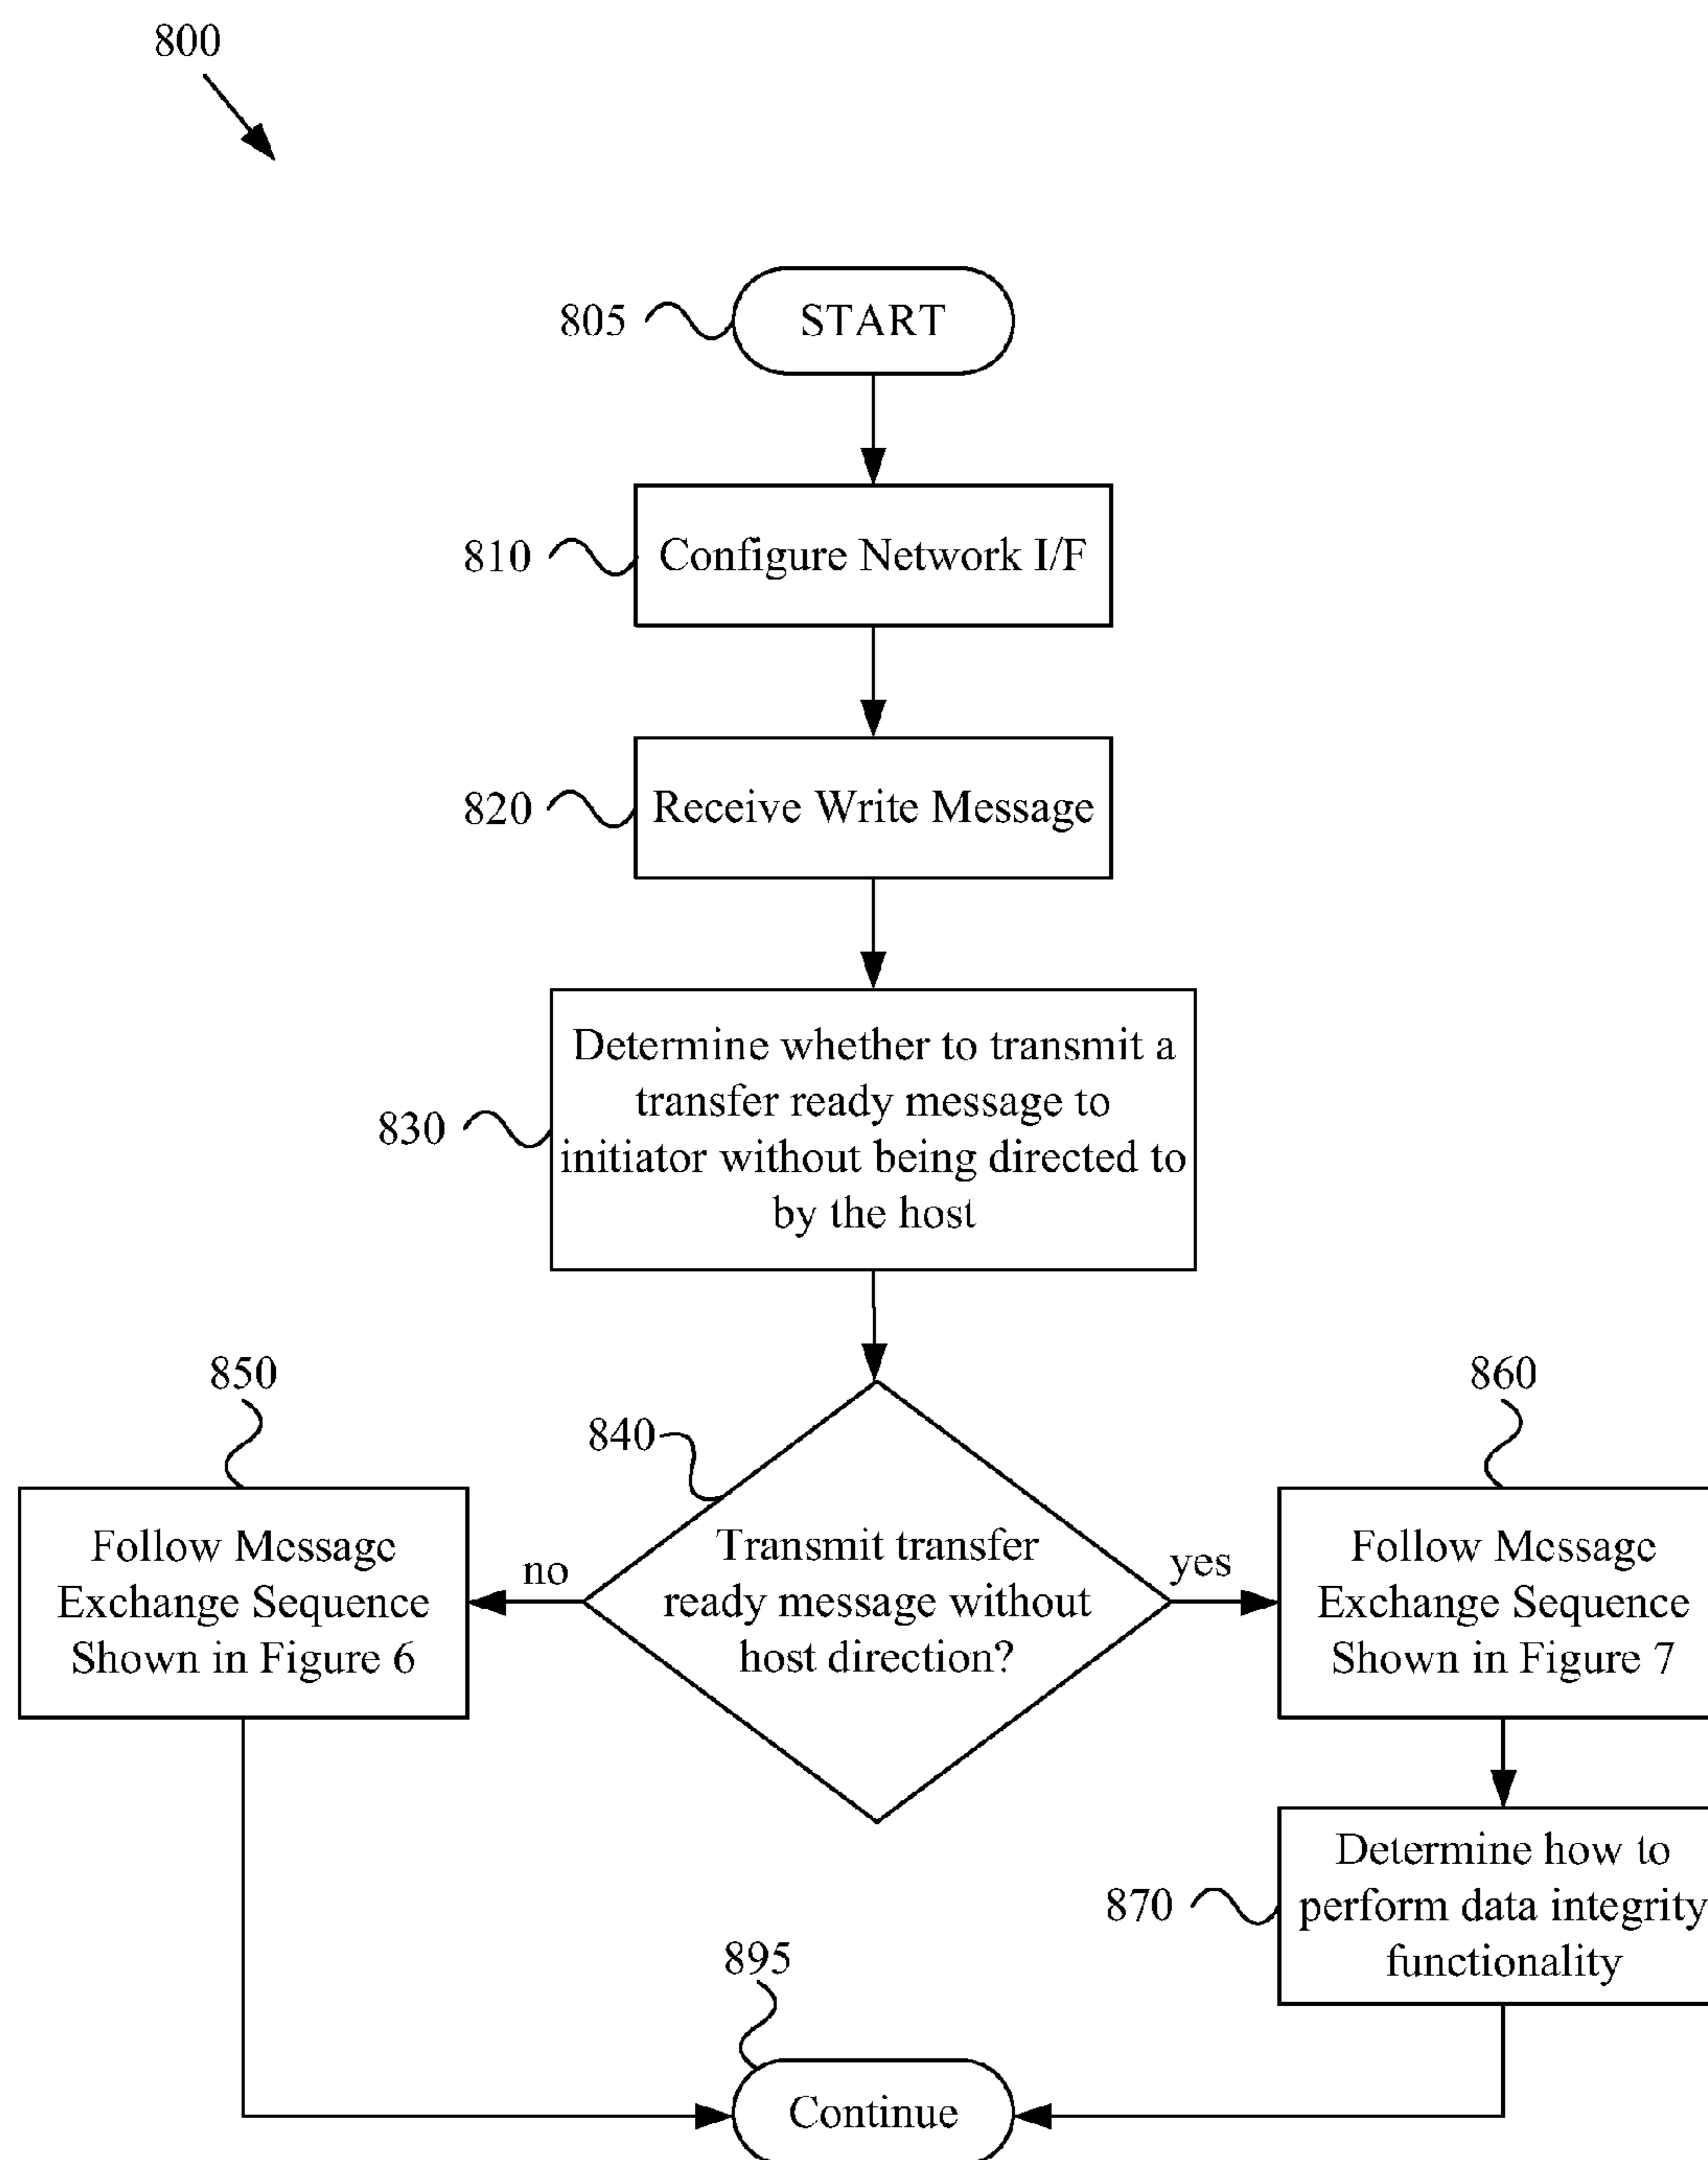 800
805
START
810
Configure Network I/F
820
Receive Write Message
830
Determine whether to transmit a
transfer ready message to
initiator without being directed to
by the host
840
Transmit transfer
ready message without
host direction?
no
yes
850
Follow Message
Exchange Sequence
Shown in Figure 6
860
Follow Message
Exchange Sequence
Shown in Figure 7
870
Determine how to
perform data integrity
functionality
895
Continue